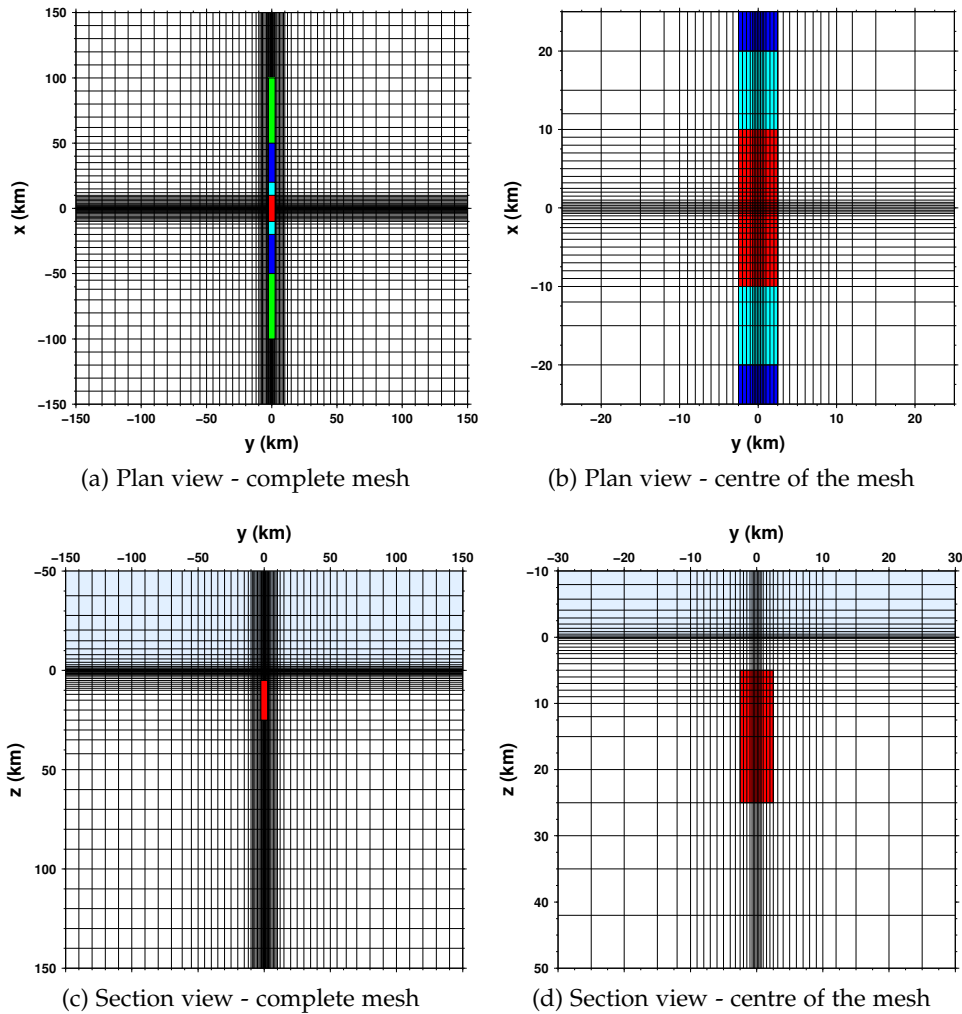 150
100
50
0
−50
−100
−150
x (km)
−150 −100 −50 0 50 100 150
y (km)
(a) Plan view - complete mesh
20
10
0
−10
−20
x (km)
−20 −10 0 10 20
y (km)
(b) Plan view - centre of the mesh
y (km)
−150 −100 −50 0 50 100 150
−50
0
50
100
150
z (km)
(c) Section view - complete mesh
y (km)
−30 −20 −10 0 10 20 30
−10
0
10
20
30
40
50
z (km)
(d) Section view - centre of the mesh